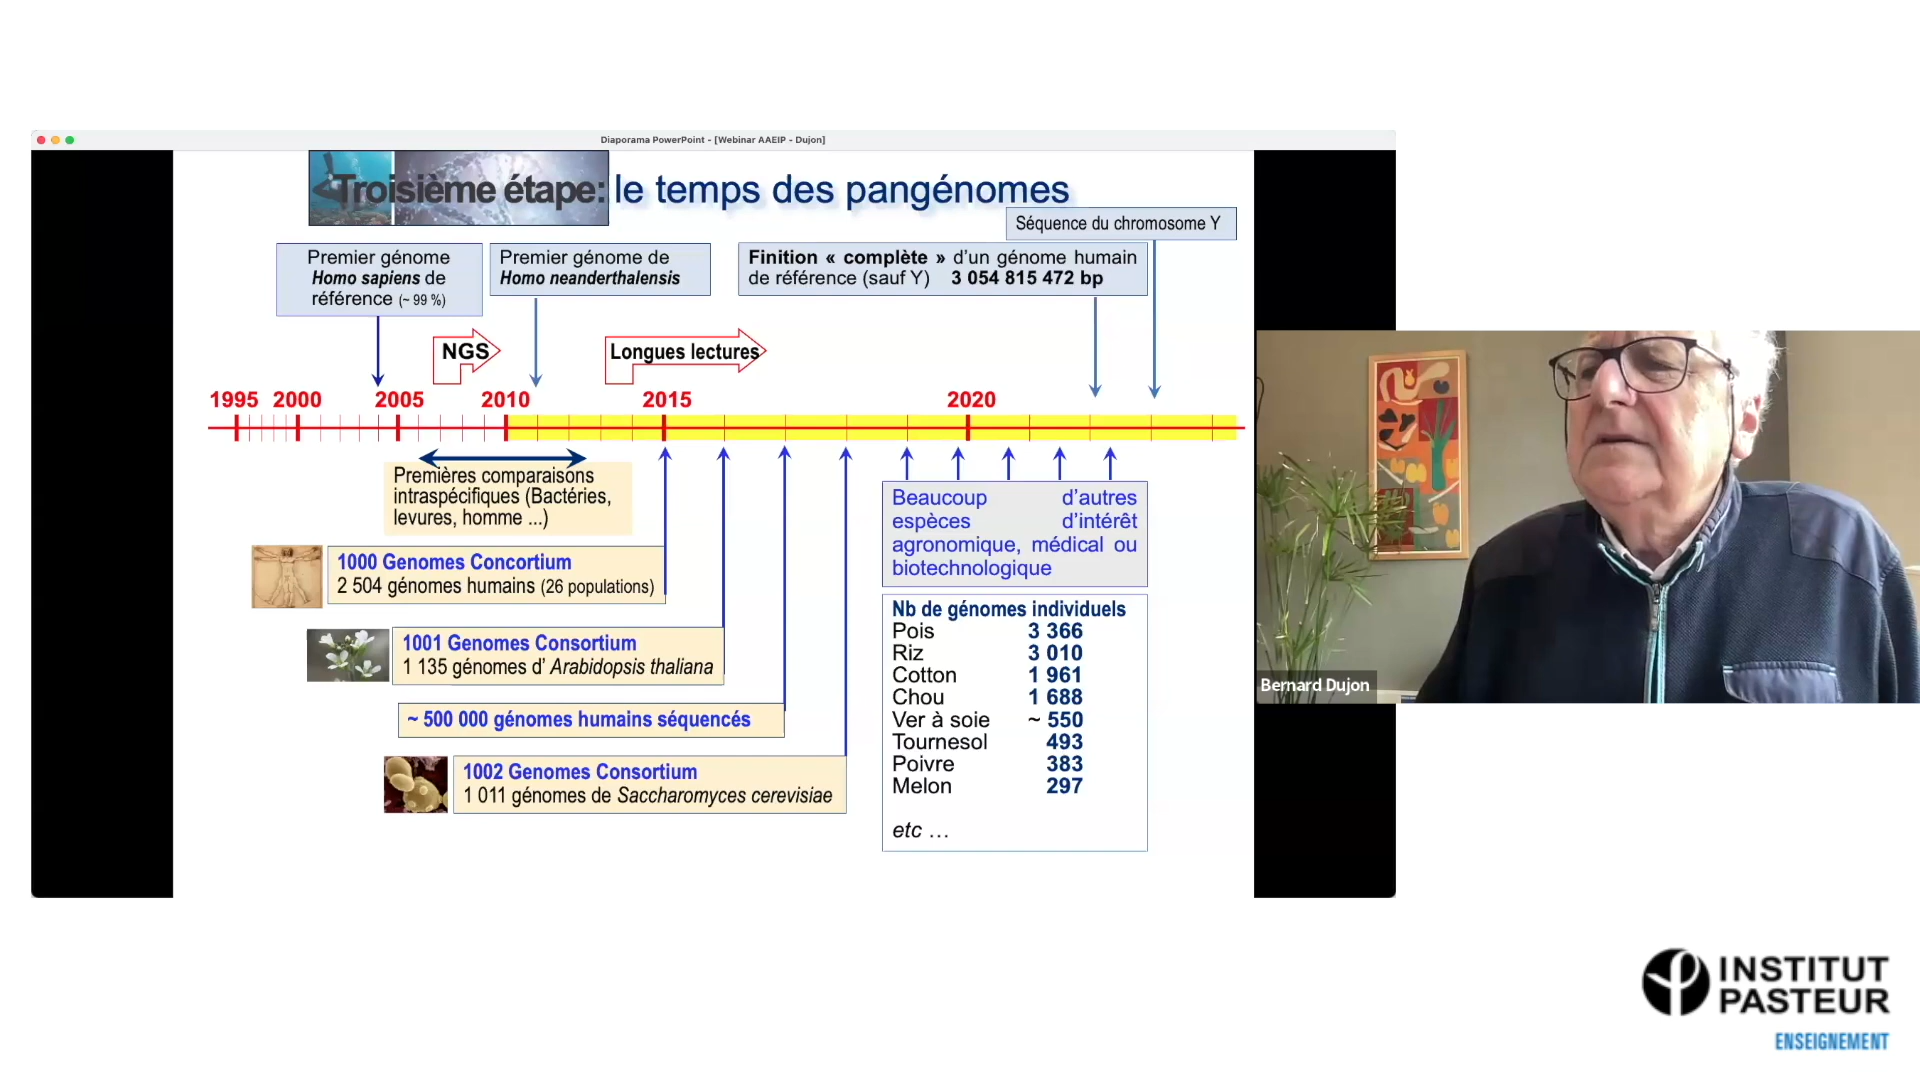 Diaporama PowerPoint - [Webinar AAEIP - Dujon]
<Troisième étape: le temps des pangénomes
Séquence du chromosome Y
Premier génome
Homo sapiens de
référence (~ 99 %)
Premier génome de
Homo neanderthalensis
Finition « complète » d'un génome humain
de référence (sauf Y) 3 054 815 472 bp
NGS
Longues lectures
1995 2000 2005 2010 2015 2020
Premières comparaisons
intraspécifiques (Bactéries,
levures, homme ...)
1000 Genomes Concortium
2 504 génomes humains (26 populations)
1001 Genomes Consortium
1 135 génomes d' Arabidopsis thaliana
~ 500 000 génomes humains séquencés
1002 Genomes Consortium
1 011 génomes de Saccharomyces cerevisiae
Beaucoup d'autres
espèces d'intérêt
agronomique, médical ou
biotechnologique
Nb de génomes individuels
Pois 3 366
Riz 3 010
Cotton 1 961
Chou 1 688
Ver à soie ~ 550
Tournesol 493
Poivre 383
Melon 297
etc …
Bernard Dujon
INSTITUT
PASTEUR
ENSEIGNEMENT